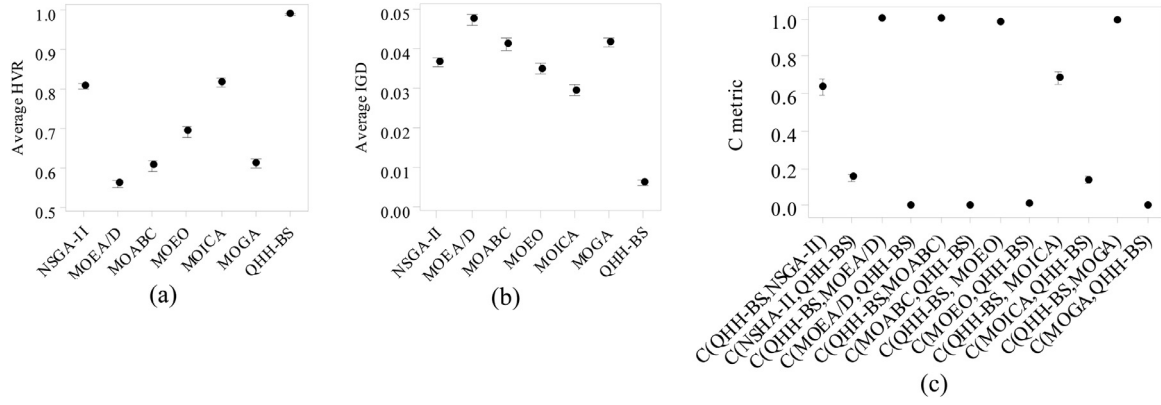 Average HVR
1.0
0.9
0.8
0.7
0.6
0.5
NSGA-II
MOEA/D
MOABC
MOEO
MOICA
MOGA
QHH-BS
(a)
Average IGD
0.05
0.04
0.03
0.02
0.01
0.00
NSGA-II
MOEA/D
MOABC
MOEO
MOICA
MOGA
QHH-BS
(b)
C metric
1.0
0.8
0.6
0.4
0.2
0.0
C(QHH-BS,NSGA-II)
C(NSHA-II,QHH-BS)
C(QHH-BS,MOEA/D)
C(MOEA/D,QHH-BS)
C(QHH-BS,MOABC)
C(MOABC,QHH-BS)
C(QHH-BS, MOEO)
C(MOEO,QHH-BS)
C(QHH-BS, MOICA)
C(MOICA,QHH-BS)
C(QHH-BS,MOGA)
C(MOGA,QHH-BS)
(c)